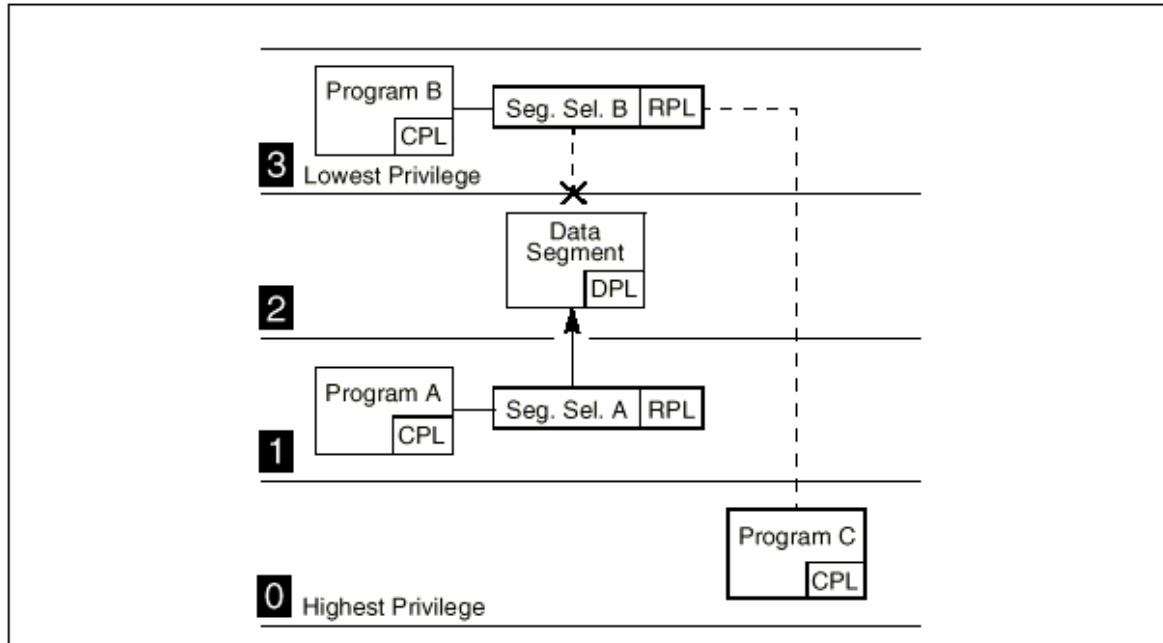 Program B
CPL
Seg. Sel. B RPL
3 Lowest Privilege
Data
Segment
DPL
2
Program A
CPL
Seg. Sel. A RPL
1
Program C
CPL
0 Highest Privilege